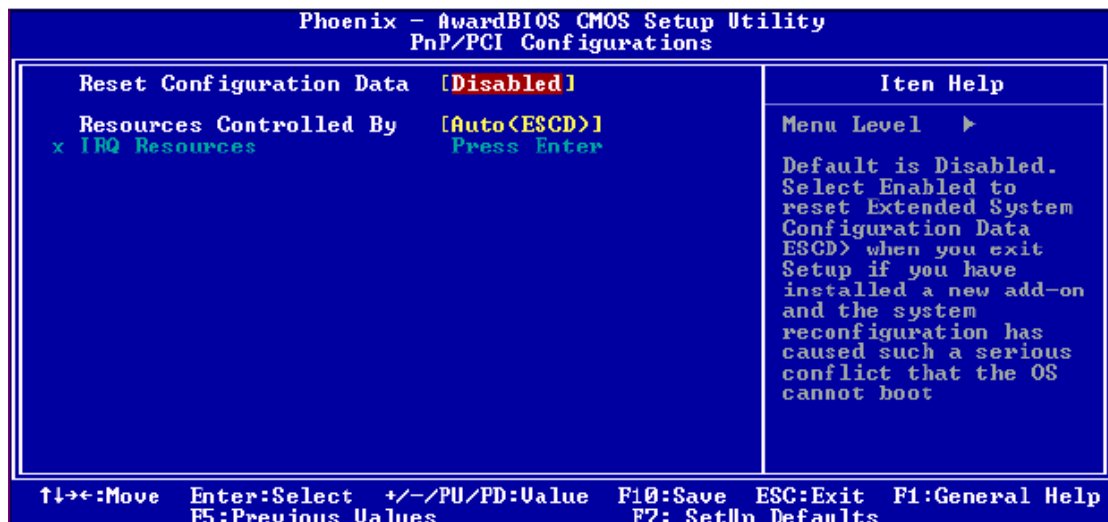 Phoenix - AwardBIOS CMOS Setup Utility
PnP/PCI Configurations
Reset Configuration Data [Disabled]
Resources Controlled By [Auto(ESCD)]
x IRQ Resources Press Enter
Iten Help
Menu Level ▶
Default is Disabled.
Select Enabled to
reset Extended System
Configuration Data
ESCD) when you exit
Setup if you have
installed a new add-on
and the system
reconfiguration has
caused such a serious
conflict that the OS
cannot boot
↑↓→←:Move Enter:Select +/-/PU/PD:Value F10:Save ESC:Exit F1:General Help
F5:Previous Values F7: SetUp Defaults